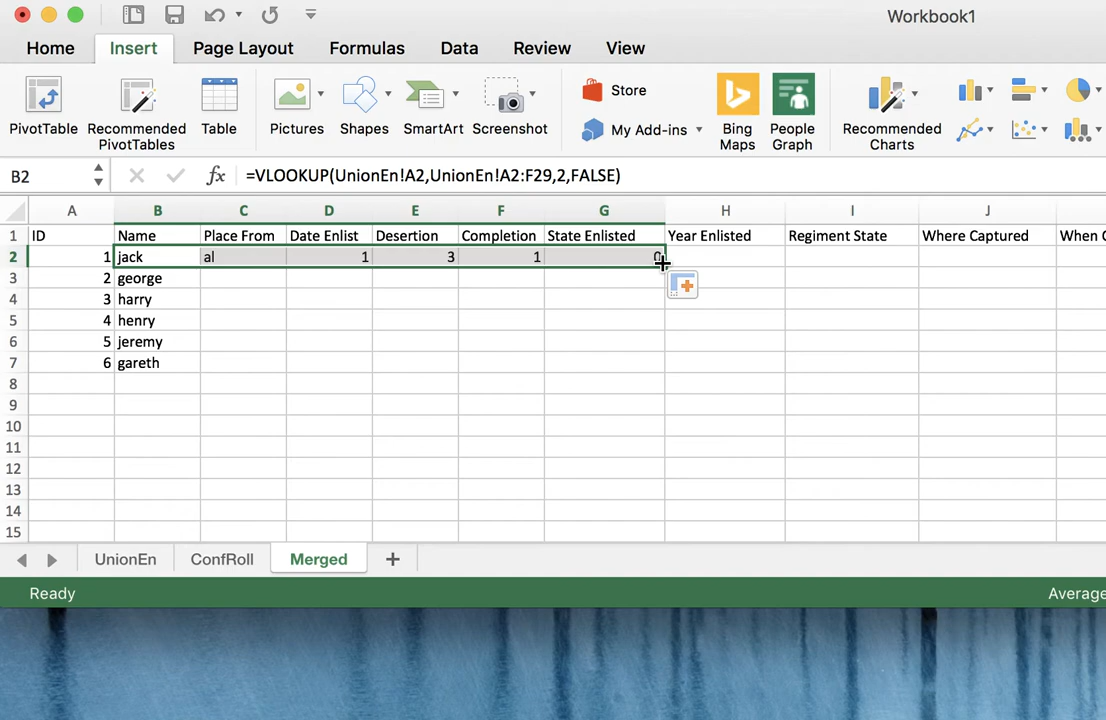 Workbook1
Home Insert Page Layout Formulas Data Review View
PivotTable Recommended PivotTables Table Pictures Shapes SmartArt Screenshot Store My Add-ins Bing Maps People Graph Recommended Charts
B2 fx =VLOOKUP(UnionEn!A2,UnionEn!A2:F29,2,FALSE)
A B C D E F G H I J
1 ID Name Place From Date Enlist Desertion Completion State Enlisted Year Enlisted Regiment State Where Captured When C
2 1 jack al 1 3 1 0
3 2 george
4 3 harry
5 4 henry
6 5 jeremy
7 6 gareth
8
9
10
11
12
13
14
15
UnionEn ConfRoll Merged
Ready Average